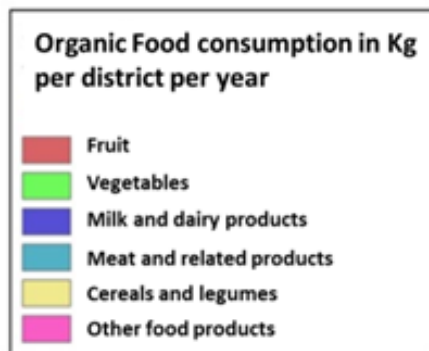 Organic Food consumption in Kg
per district per year
Fruit
Vegetables
Milk and dairy products
Meat and related products
Cereals and legumes
Other food products